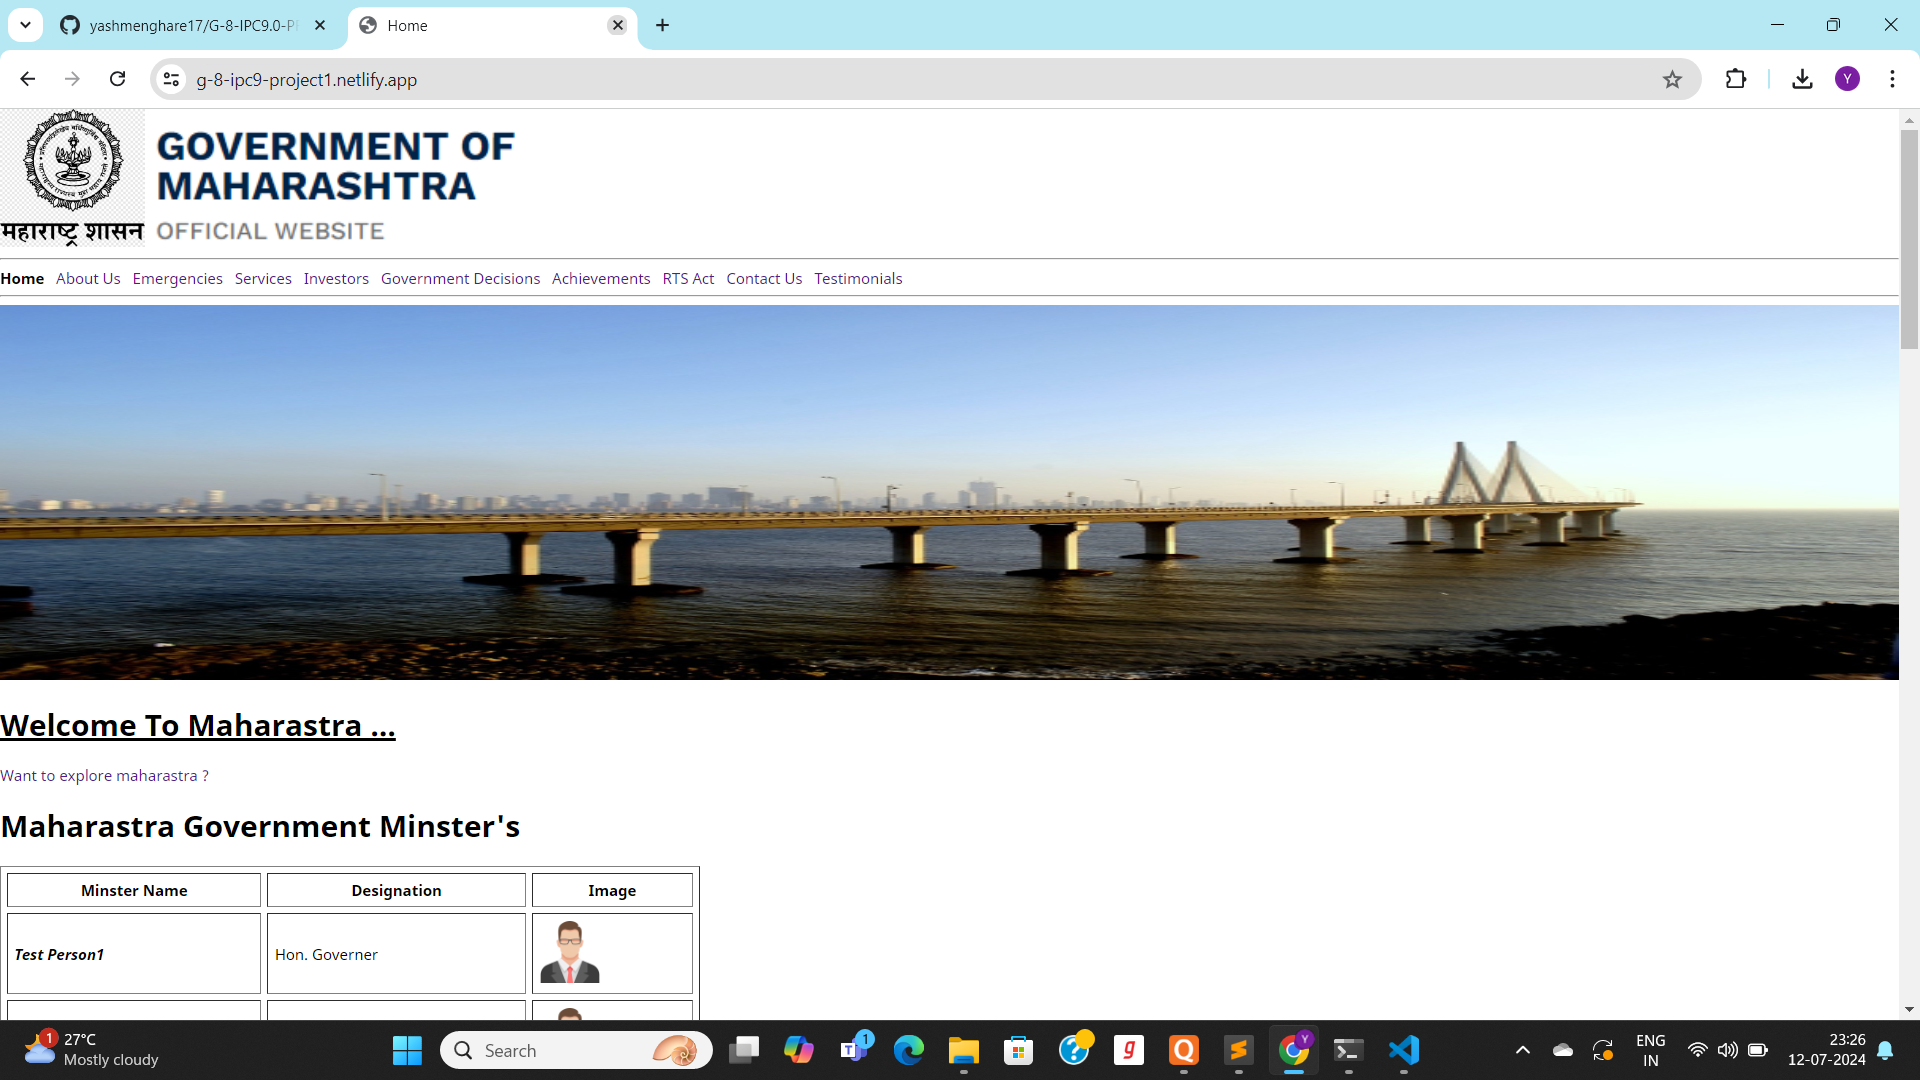 yashmenghare17/G-8-IPC9.0-P
Home
g-8-ipc9-project1.netlify.app
Y
GOVERNMENT OF
MAHARASHTRA
महाराष्ट्र शासन
OFFICIAL WEBSITE
Home About Us Emergencies Services Investors Government Decisions Achievements RTS Act Contact Us Testimonials
Welcome To Maharastra ...
Want to explore maharastra ?
Maharastra Government Minster's
Minster Name Designation Image
Test Person1 Hon. Governer
1
27°C
Mostly cloudy
Search
T
1
g
Q
Y
ENG
IN
23:26
12-07-2024